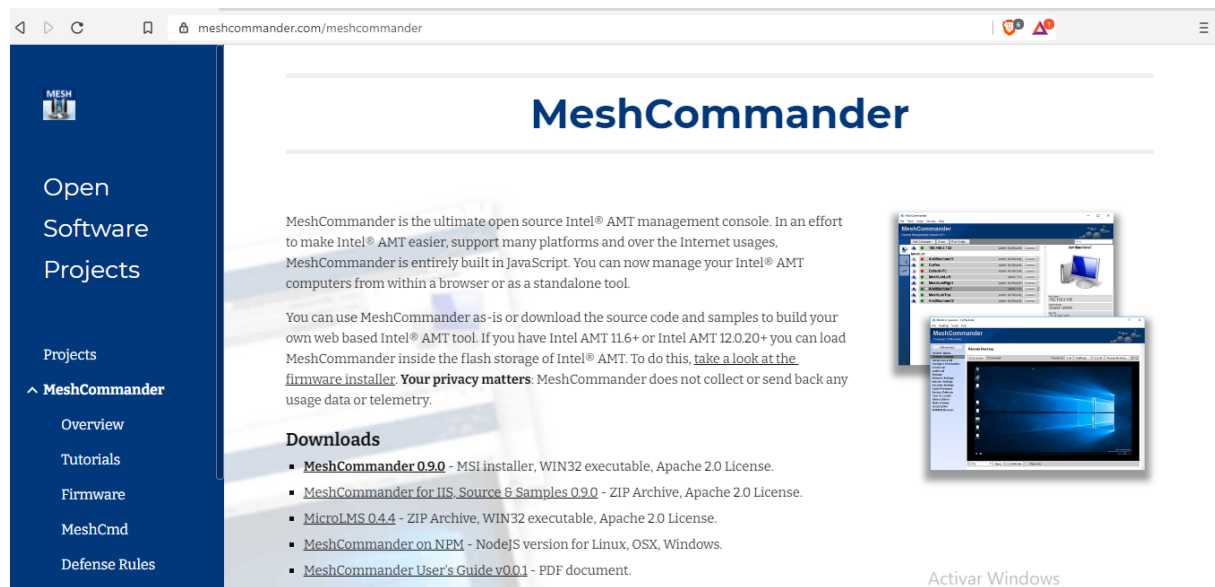 meshcommander.com/meshcommander
6
1
MESH
Open
Software
Projects
Projects
MeshCommander
Overview
Tutorials
Firmware
MeshCmd
Defense Rules
MeshCommander
MeshCommander is the ultimate open source Intel® AMT management console. In an effort
to make Intel® AMT easier, support many platforms and over the Internet usages,
MeshCommander is entirely built in JavaScript. You can now manage your Intel® AMT
computers from within a browser or as a standalone tool.
You can use MeshCommander as-is or download the source code and samples to build your
own web based Intel® AMT tool. If you have Intel AMT 11.6+ or Intel AMT 12.0.20+ you can load
MeshCommander inside the flash storage of Intel® AMT. To do this, take a look at the
firmware installer. Your privacy matters: MeshCommander does not collect or send back any
usage data or telemetry.
Downloads
▪ MeshCommander 0.9.0 - MSI installer, WIN32 executable, Apache 2.0 License.
▪ MeshCommander for IIS, Source & Samples 0.9.0 - ZIP Archive, Apache 2.0 License.
▪ MicroLMS 0.4.4 - ZIP Archive, WIN32 executable, Apache 2.0 License.
▪ MeshCommander on NPM - NodeJS version for Linux, OSX, Windows.
▪ MeshCommander User's Guide v0.0.1 - PDF document.
MeshCommander
MeshCommander
Remote Desktop
Activar Windows